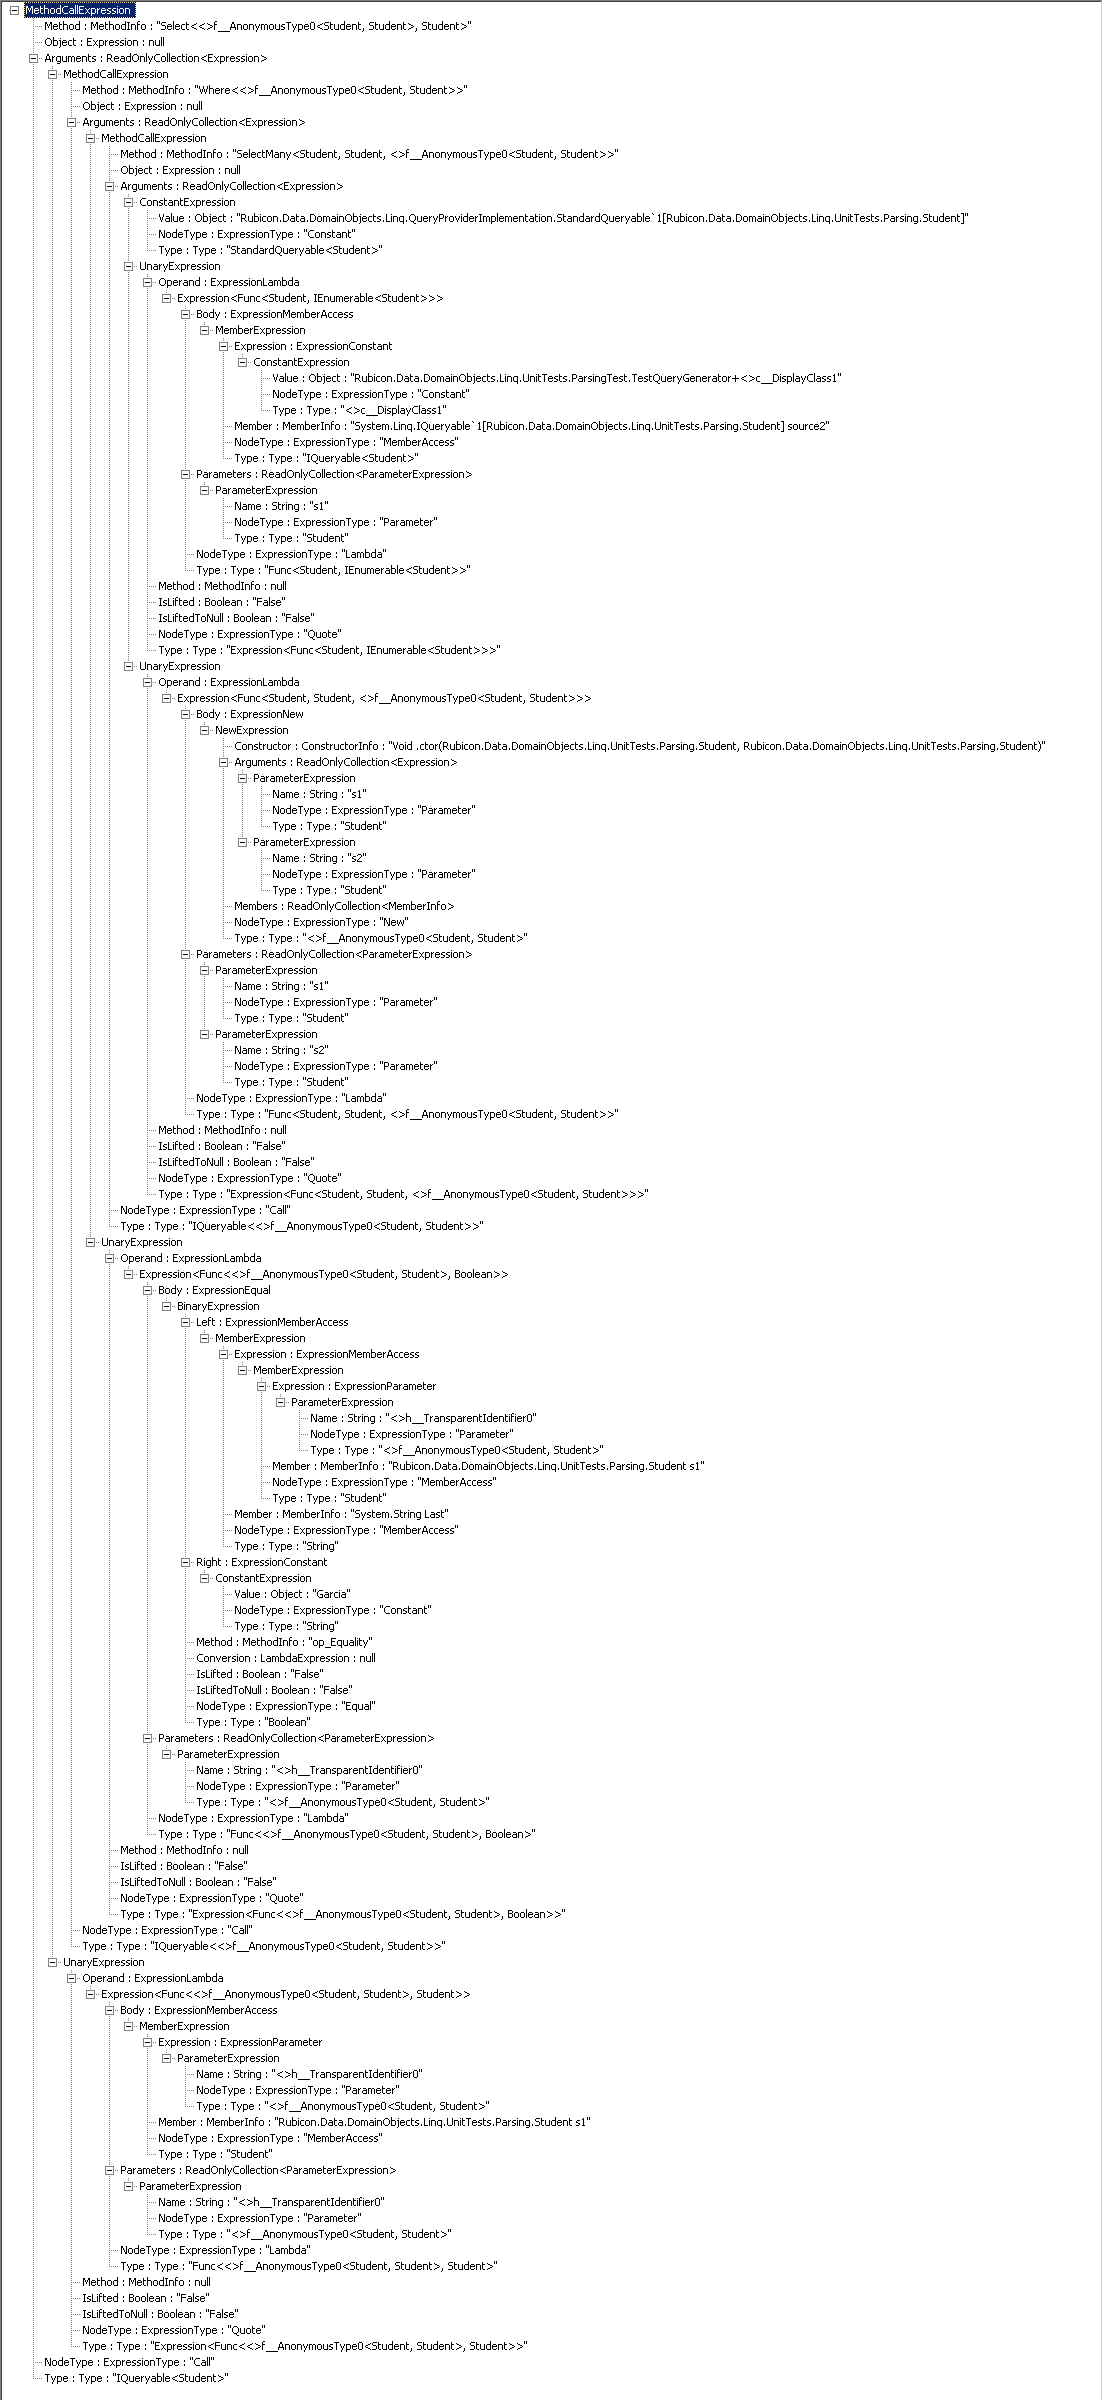 MethodCallExpression
Method : MethodInfo : "Select<<>f__AnonymousType0<Student, Student>, Student>"
Object : Expression : null
Arguments : ReadOnlyCollection<Expression>
MethodCallExpression
Method : MethodInfo : "Where<<>f__AnonymousType0<Student, Student>>"
Object : Expression : null
Arguments : ReadOnlyCollection<Expression>
MethodCallExpression
Method : MethodInfo : "SelectMany<Student, Student, <>f__AnonymousType0<Student, Student>>"
Object : Expression : null
Arguments : ReadOnlyCollection<Expression>
ConstantExpression
Value : Object : "Rubicon.Data.DomainObjects.Linq.QueryProviderImplementation.StandardQueryable`1[Rubicon.Data.DomainObjects.Linq.UnitTests.Parsing.Student]"
NodeType : ExpressionType : "Constant"
Type : Type : "StandardQueryable<Student>"
UnaryExpression
Operand : ExpressionLambda
Expression<Func<Student, IEnumerable<Student>>>
Body : ExpressionMemberAccess
MemberExpression
Expression : ExpressionConstant
ConstantExpression
Value : Object : "Rubicon.Data.DomainObjects.Linq.UnitTests.ParsingTest.TestQueryGenerator+<>c__DisplayClass1"
NodeType : ExpressionType : "Constant"
Type : Type : "<>c__DisplayClass1"
Member : MemberInfo : "System.Linq.IQueryable`1[Rubicon.Data.DomainObjects.Linq.UnitTests.Parsing.Student] source2"
NodeType : ExpressionType : "MemberAccess"
Type : Type : "IQueryable<Student>"
Parameters : ReadOnlyCollection<ParameterExpression>
ParameterExpression
Name : String : "s1"
NodeType : ExpressionType : "Parameter"
Type : Type : "Student"
NodeType : ExpressionType : "Lambda"
Type : Type : "Func<Student, IEnumerable<Student>>"
Method : MethodInfo : null
IsLifted : Boolean : "False"
IsLiftedToNull : Boolean : "False"
NodeType : ExpressionType : "Quote"
Type : Type : "Expression<Func<Student, IEnumerable<Student>>>"
UnaryExpression
Operand : ExpressionLambda
Expression<Func<Student, Student, <>f__AnonymousType0<Student, Student>>>
Body : ExpressionNew
NewExpression
Constructor : ConstructorInfo : "Void .ctor(Rubicon.Data.DomainObjects.Linq.UnitTests.Parsing.Student, Rubicon.Data.DomainObjects.Linq.UnitTests.Parsing.Student)"
Arguments : ReadOnlyCollection<Expression>
ParameterExpression
Name : String : "s1"
NodeType : ExpressionType : "Parameter"
Type : Type : "Student"
ParameterExpression
Name : String : "s2"
NodeType : ExpressionType : "Parameter"
Type : Type : "Student"
Members : ReadOnlyCollection<MemberInfo>
NodeType : ExpressionType : "New"
Type : Type : "<>f__AnonymousType0<Student, Student>"
Parameters : ReadOnlyCollection<ParameterExpression>
ParameterExpression
Name : String : "s1"
NodeType : ExpressionType : "Parameter"
Type : Type : "Student"
ParameterExpression
Name : String : "s2"
NodeType : ExpressionType : "Parameter"
Type : Type : "Student"
NodeType : ExpressionType : "Lambda"
Type : Type : "Func<Student, Student, <>f__AnonymousType0<Student, Student>>"
Method : MethodInfo : null
IsLifted : Boolean : "False"
IsLiftedToNull : Boolean : "False"
NodeType : ExpressionType : "Quote"
Type : Type : "Expression<Func<Student, Student, <>f__AnonymousType0<Student, Student>>>"
NodeType : ExpressionType : "Call"
Type : Type : "IQueryable<<>f__AnonymousType0<Student, Student>>"
UnaryExpression
Operand : ExpressionLambda
Expression<Func<<>f__AnonymousType0<Student, Student>, Boolean>>
Body : ExpressionEqual
BinaryExpression
Left : ExpressionMemberAccess
MemberExpression
Expression : ExpressionMemberAccess
MemberExpression
Expression : ExpressionParameter
ParameterExpression
Name : String : "<>h__TransparentIdentifier0"
NodeType : ExpressionType : "Parameter"
Type : Type : "<>f__AnonymousType0<Student, Student>"
Member : MemberInfo : "Rubicon.Data.DomainObjects.Linq.UnitTests.Parsing.Student s1"
NodeType : ExpressionType : "MemberAccess"
Type : Type : "Student"
Member : MemberInfo : "System.String Last"
NodeType : ExpressionType : "MemberAccess"
Type : Type : "String"
Right : ExpressionConstant
ConstantExpression
Value : Object : "Garcia"
NodeType : ExpressionType : "Constant"
Type : Type : "String"
Method : MethodInfo : "op_Equality"
Conversion : LambdaExpression : null
IsLifted : Boolean : "False"
IsLiftedToNull : Boolean : "False"
NodeType : ExpressionType : "Equal"
Type : Type : "Boolean"
Parameters : ReadOnlyCollection<ParameterExpression>
ParameterExpression
Name : String : "<>h__TransparentIdentifier0"
NodeType : ExpressionType : "Parameter"
Type : Type : "<>f__AnonymousType0<Student, Student>"
NodeType : ExpressionType : "Lambda"
Type : Type : "Func<<>f__AnonymousType0<Student, Student>, Boolean>"
Method : MethodInfo : null
IsLifted : Boolean : "False"
IsLiftedToNull : Boolean : "False"
NodeType : ExpressionType : "Quote"
Type : Type : "Expression<Func<<>f__AnonymousType0<Student, Student>, Boolean>>"
NodeType : ExpressionType : "Call"
Type : Type : "IQueryable<<>f__AnonymousType0<Student, Student>>"
UnaryExpression
Operand : ExpressionLambda
Expression<Func<<>f__AnonymousType0<Student, Student>, Student>>
Body : ExpressionMemberAccess
MemberExpression
Expression : ExpressionParameter
ParameterExpression
Name : String : "<>h__TransparentIdentifier0"
NodeType : ExpressionType : "Parameter"
Type : Type : "<>f__AnonymousType0<Student, Student>"
Member : MemberInfo : "Rubicon.Data.DomainObjects.Linq.UnitTests.Parsing.Student s1"
NodeType : ExpressionType : "MemberAccess"
Type : Type : "Student"
Parameters : ReadOnlyCollection<ParameterExpression>
ParameterExpression
Name : String : "<>h__TransparentIdentifier0"
NodeType : ExpressionType : "Parameter"
Type : Type : "<>f__AnonymousType0<Student, Student>"
NodeType : ExpressionType : "Lambda"
Type : Type : "Func<<>f__AnonymousType0<Student, Student>, Student>"
Method : MethodInfo : null
IsLifted : Boolean : "False"
IsLiftedToNull : Boolean : "False"
NodeType : ExpressionType : "Quote"
Type : Type : "Expression<Func<<>f__AnonymousType0<Student, Student>, Student>>"
NodeType : ExpressionType : "Call"
Type : Type : "IQueryable<Student>"